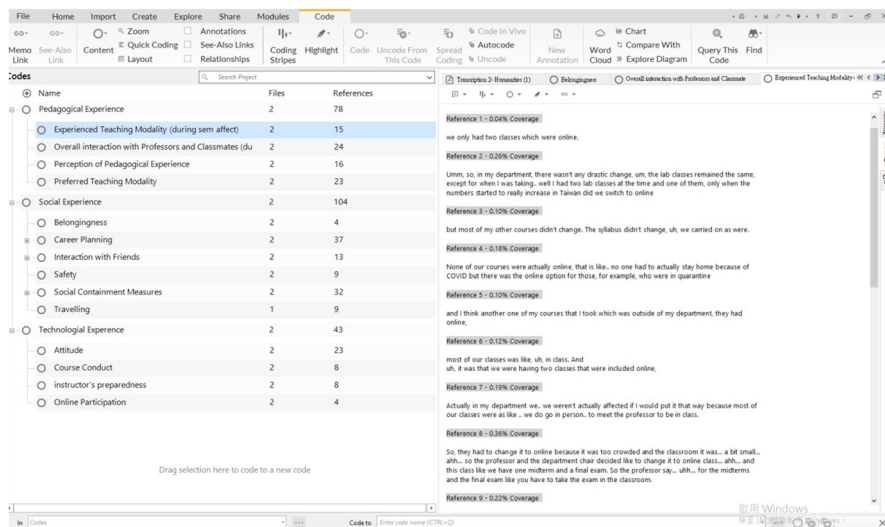 File Home Import Create Explore Share Modules Code
Memo Link
See-Also Link
Content
Zoom
Quick Coding
Layout
Annotations
See-Also Links
Relationships
Coding Stripes
Highlight
Code
Uncode From This Code
Spread Coding
Code In Vivo
Autocode
Uncode
New Annotation
Word Cloud
Chart
Compare With
Explore Diagram
Query This Code
Find
Codes
Search Project
Name Files References
Pedagogical Experience 2 78
Experienced Teaching Modality (during sem affect) 2 15
Overall interaction with Professors and Classmates (du 2 24
Perception of Pedagogical Experience 2 16
Preferred Teaching Modality 2 23
Social Experience 2 104
Belongingness 2 4
Career Planning 2 37
Interaction with Friends 2 13
Safety 2 9
Social Containment Measures 2 32
Travelling 1 9
Technologial Experence 2 43
Attitude 2 23
Course Conduct 2 8
instructor's preparedness 2 8
Online Participation 2 4
Drag selection here to code to a new code
In Codes
Code to Enter code name (CTRL+Q)
Transcription 2- Humanities (1) Belongingness Overall interaction with Professors and Classmate Experienced Teaching Modality
Reference 1 - 0.04% Coverage
we only had two classes which were online.
Reference 2 - 0.26% Coverage
Umm, so, in my department, there wasn't any drastic change, um, the lab classes remained the same,
except for when I was taking.. well I had two lab classes at the time and one of them, only when the
numbers started to really increase in Taiwan did we switch to online
Reference 3 - 0.10% Coverage
but most of my other courses didn't change. The syllabus didn't change, uh, we carried on as were.
Reference 4 - 0.18% Coverage
None of our courses were actually online, that is like.. no one had to actually stay home because of
COVID but there was the online option for those, for example, who were in quarantine
Reference 5 - 0.10% Coverage
and I think another one of my courses that I took which was outside of my department, they had
online,
Reference 6 - 0.12% Coverage
most of our classes was like, uh, in class. And
uh, it was that we were having two classes that were included online,
Reference 7 - 0.19% Coverage
Actually in my department we.. we weren't actually affected if I would put it that way because most of
our classes were as like .. we do go in person.. to meet the professor to be in class.
Reference 8 - 0.36% Coverage
So, they had to change it to online because it was too crowded and the classroom it was... a bit small...
ahh... so the professor and the department chair decided like to change it to online class... ahh... and
this class like we have one midterm and a final exam. So the professor say... uhh... for the midterms
and the final exam like you have to take the exam in the classroom.
Reference 9 - 0.22% Coverage
啟用 Windows